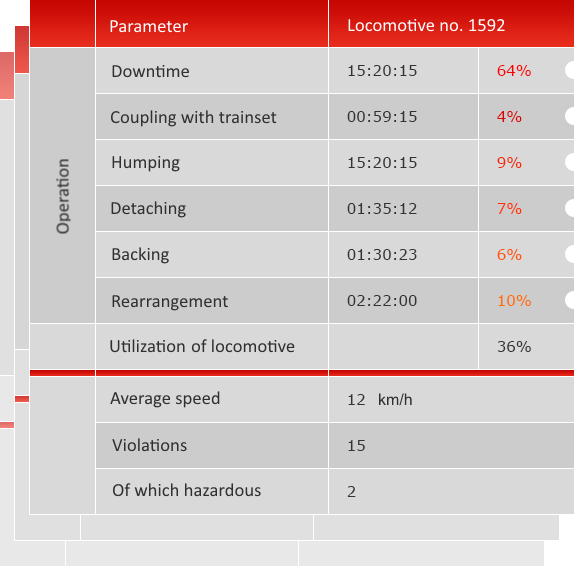 Parameter Locomotive no. 1592
Operation
Downtime 15:20:15 64%
Coupling with trainset 00:59:15 4%
Humping 15:20:15 9%
Detaching 01:35:12 7%
Backing 01:30:23 6%
Rearrangement 02:22:00 10%
Utilization of locomotive 36%
Average speed 12 km/h
Violations 15
Of which hazardous 2